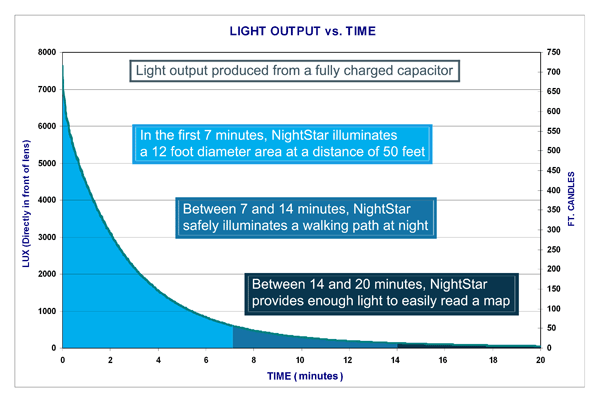 LIGHT OUTPUT vs. TIME
Light output produced from a fully charged capacitor
In the first 7 minutes, NightStar illuminates
a 12 foot diameter area at a distance of 50 feet
Between 7 and 14 minutes, NightStar
safely illuminates a walking path at night
Between 14 and 20 minutes, NightStar
provides enough light to easily read a map
LUX (Directly in front of lens)
8000
7000
6000
5000
4000
3000
2000
1000
0
FT. CANDLES
750
700
650
600
550
500
450
400
350
300
250
200
150
100
50
0
0 2 4 6 8 10 12 14 16 18 20
TIME ( minutes )